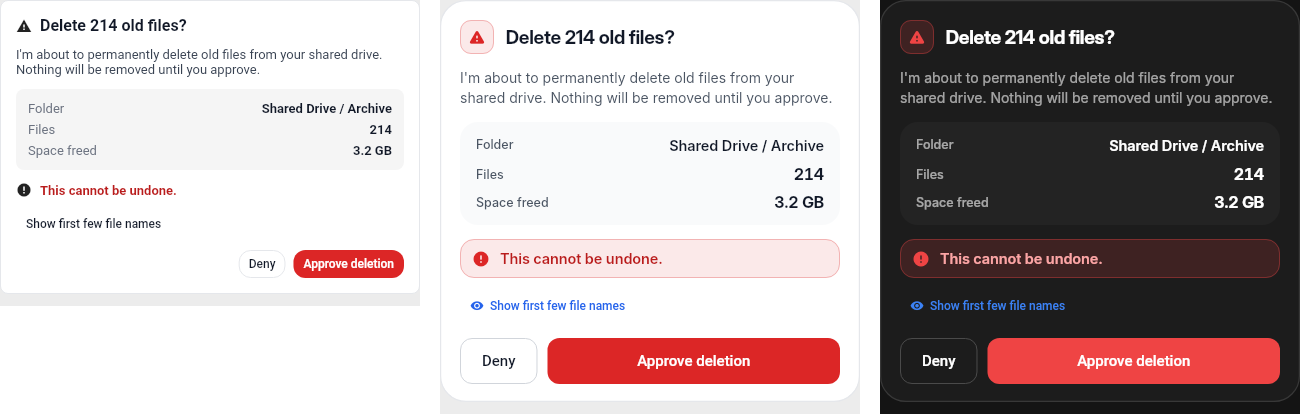 Delete 214 old files?
I'm about to permanently delete old files from your shared drive.
Nothing will be removed until you approve.
Folder Shared Drive / Archive
Files 214
Space freed 3.2 GB
This cannot be undone.
Show first few file names
Deny Approve deletion
Delete 214 old files?
I'm about to permanently delete old files from your
shared drive. Nothing will be removed until you approve.
Folder Shared Drive / Archive
Files 214
Space freed 3.2 GB
This cannot be undone.
Show first few file names
Deny Approve deletion
Delete 214 old files?
I'm about to permanently delete old files from your
shared drive. Nothing will be removed until you approve.
Folder Shared Drive / Archive
Files 214
Space freed 3.2 GB
This cannot be undone.
Show first few file names
Deny Approve deletion